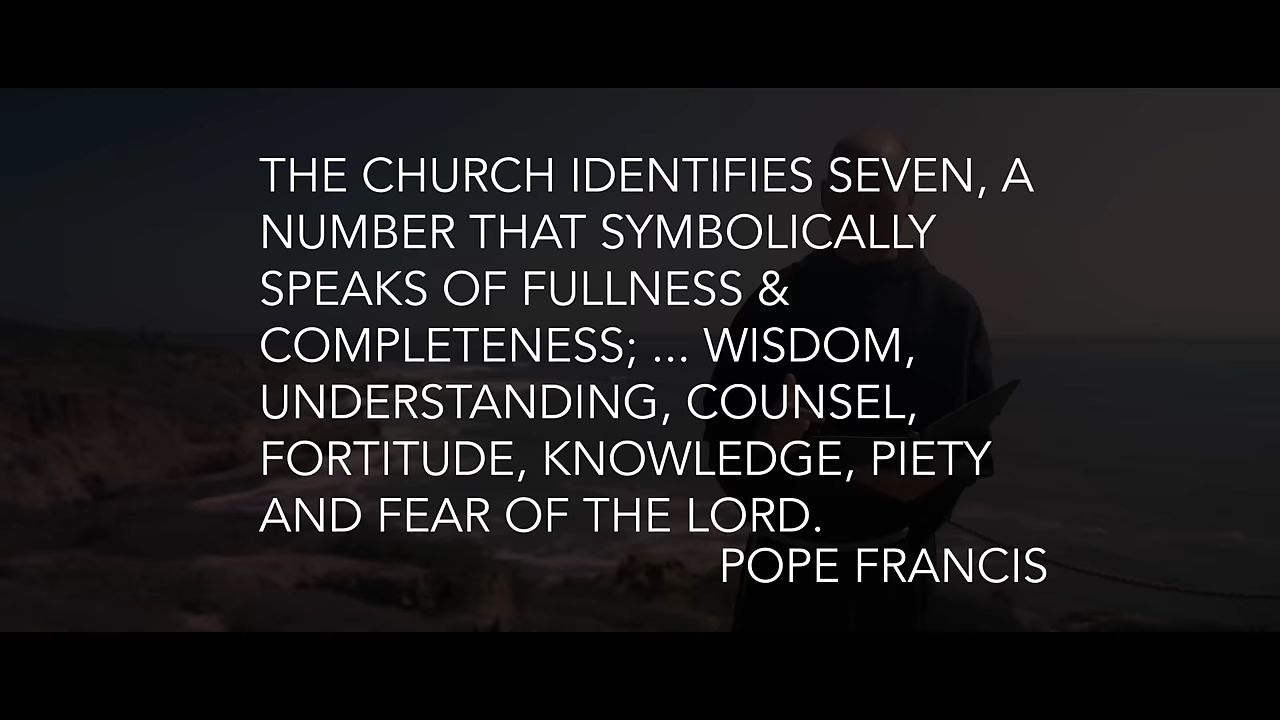 THE CHURCH IDENTIFIES SEVEN, A
NUMBER THAT SYMBOLICALLY
SPEAKS OF FULLNESS &
COMPLETENESS; ... WISDOM,
UNDERSTANDING, COUNSEL,
FORTITUDE, KNOWLEDGE, PIETY
AND FEAR OF THE LORD.
POPE FRANCIS